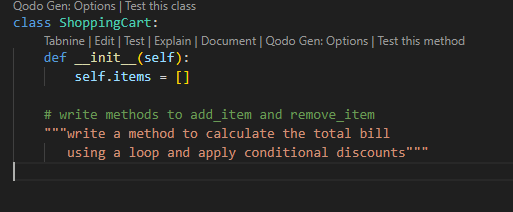 Qodo Gen: Options | Test this class
class ShoppingCart:
Tabnine | Edit | Test | Explain | Document | Qodo Gen: Options | Test this method
def __init__(self):
self.items = []
# write methods to add_item and remove_item
"""write a method to calculate the total bill
using a loop and apply conditional discounts"""